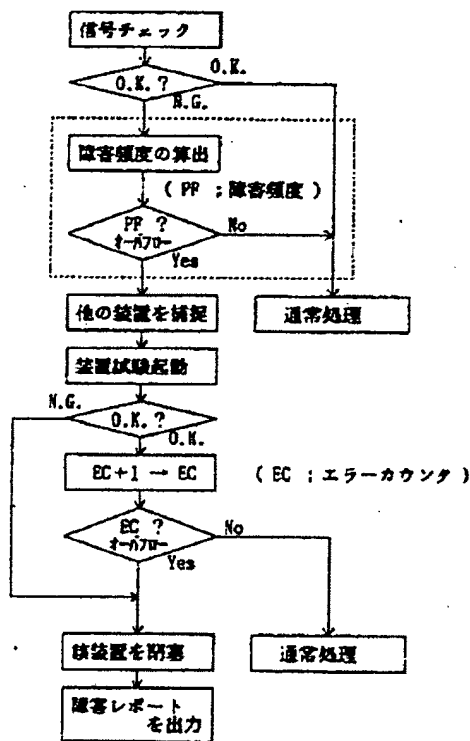 信号チェック
O.K.
O.K. ?
N.G.
障害頻度の算出
( PF ; 障害頻度 )
PF ?
オーバフロー
No
Yes
他の装置を捕捉
通常処理
装置試験起動
N.G.
O.K. ?
O.K.
EC+1 → EC
( EC ; エラーカウンタ )
EC ?
オーバフロー
No
Yes
該装置を閉塞
通常処理
障害レポート
を出力